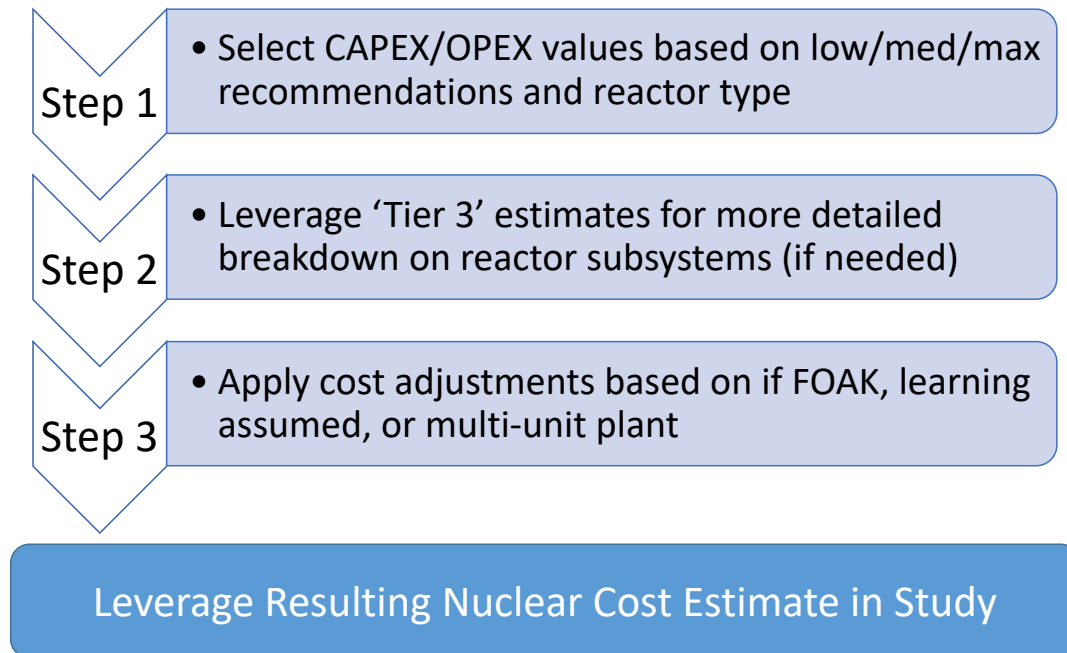 Step 1
• Select CAPEX/OPEX values based on low/med/max
recommendations and reactor type
Step 2
• Leverage ‘Tier 3’ estimates for more detailed
breakdown on reactor subsystems (if needed)
Step 3
• Apply cost adjustments based on if FOAK, learning
assumed, or multi-unit plant
Leverage Resulting Nuclear Cost Estimate in Study